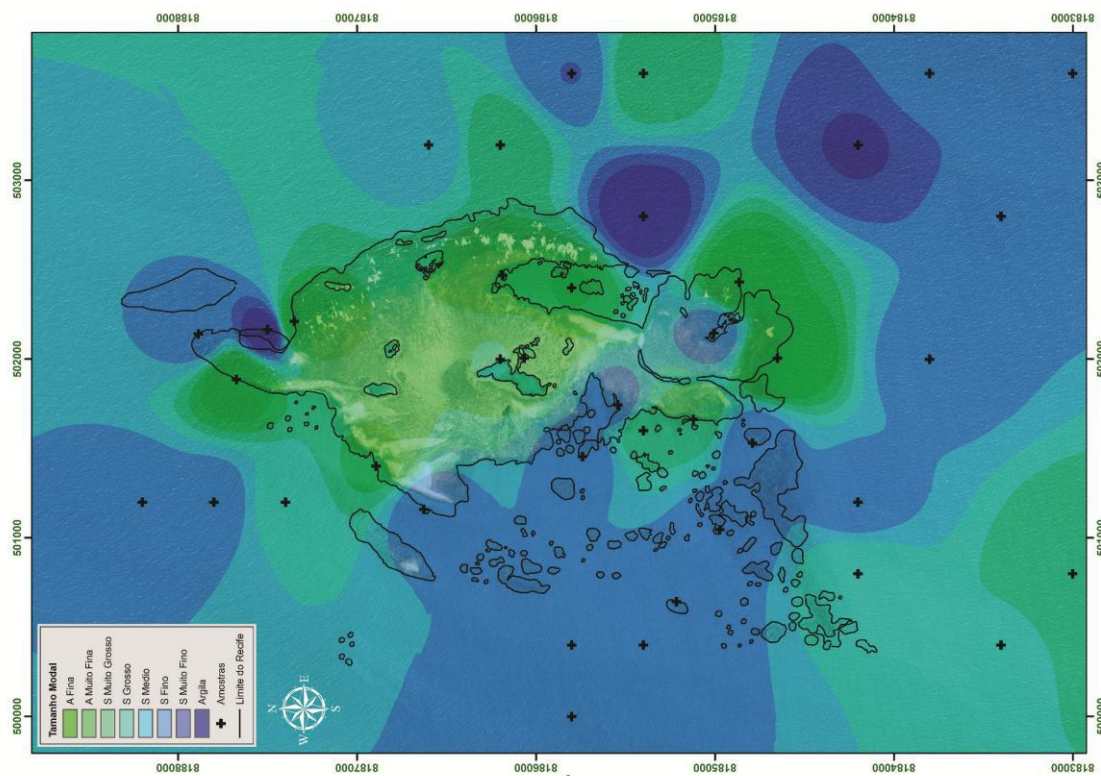 8188000
8187000
8186000
8185000
8184000
8183000
503000
502000
501000
500000
503000
502000
501000
500000
Tamanho Modal
A Fina
A Muito Fina
S Muito Grosso
S Grosso
S Medio
S Fino
S Muito Fino
Argila
Amostras
Limite do Recife
N
E
S
W
8188000
8187000
8186000
8185000
8184000
8183000